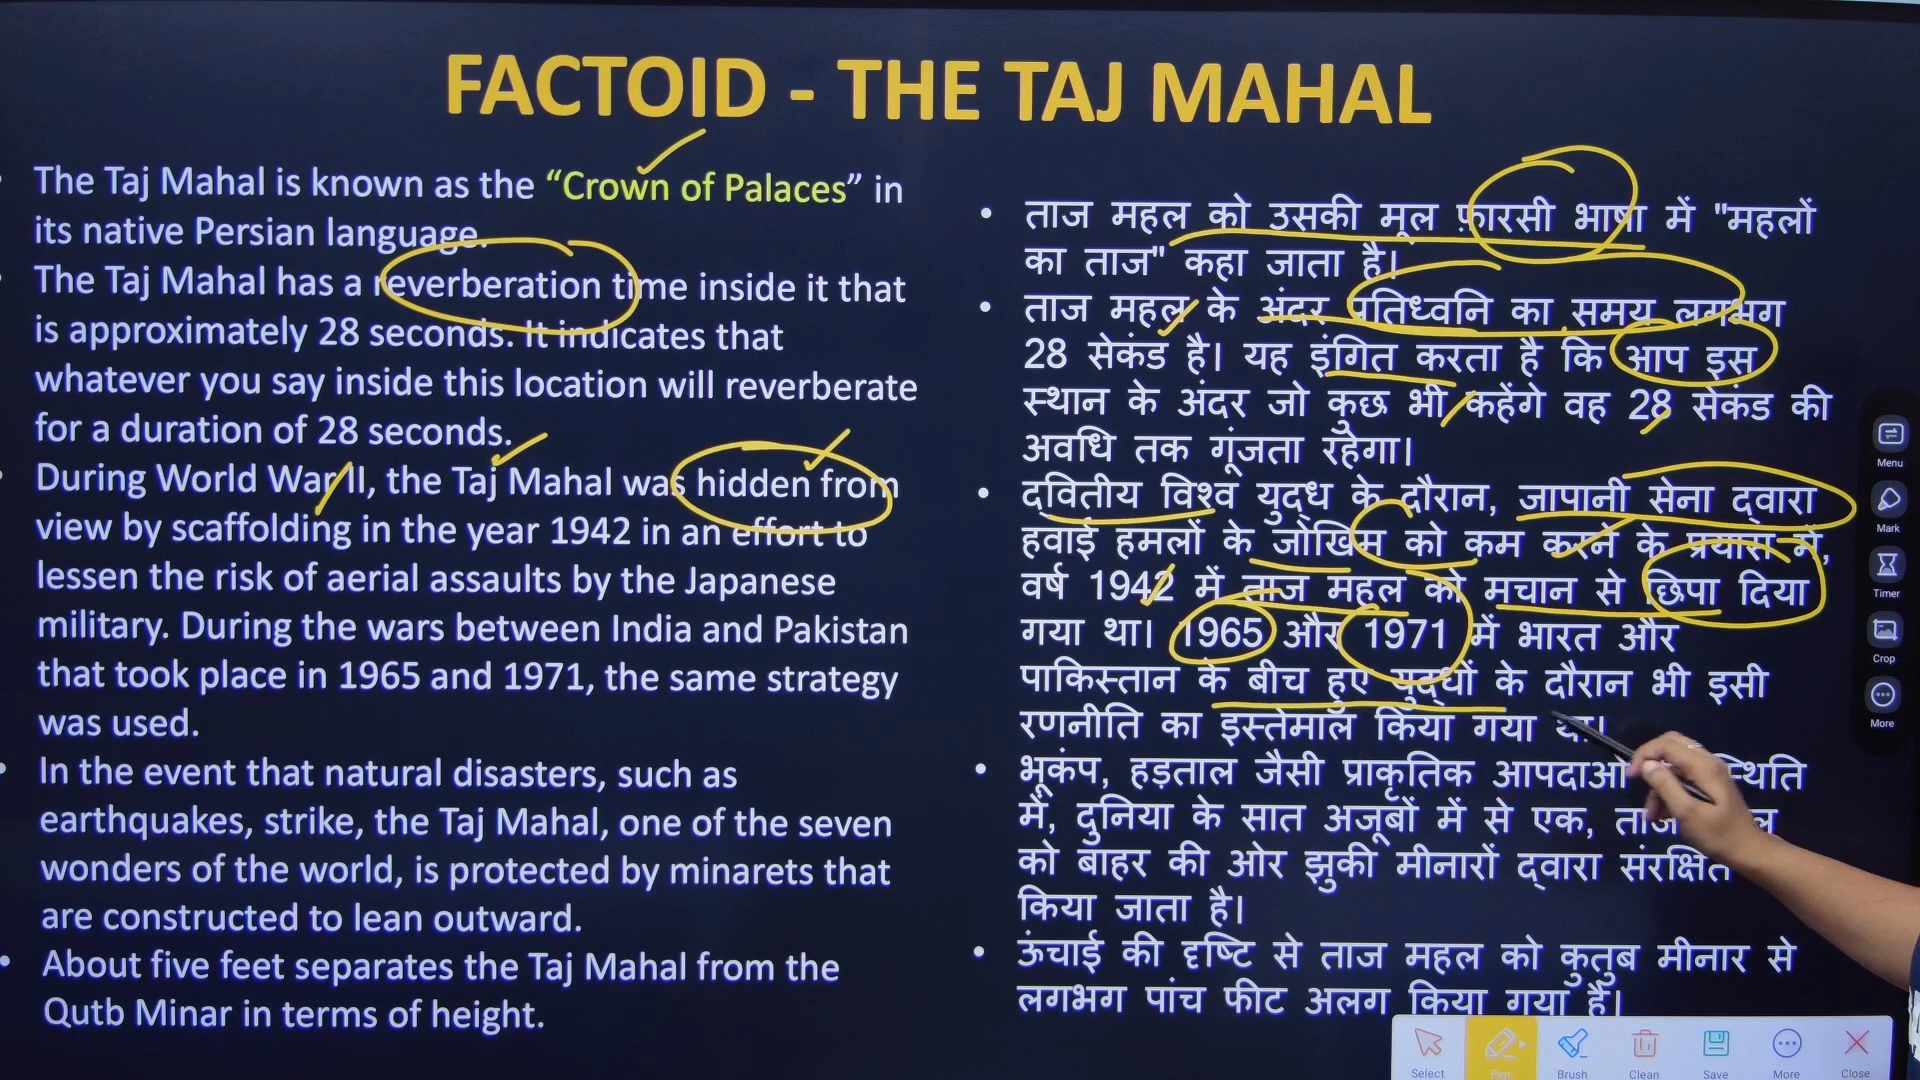 FACTOID - THE TAJ MAHAL
The Taj Mahal is known as the “Crown of Palaces” in
its native Persian language.
The Taj Mahal has a reverberation time inside it that
is approximately 28 seconds. It indicates that
whatever you say inside this location will reverberate
for a duration of 28 seconds.
During World War II, the Taj Mahal was hidden from
view by scaffolding in the year 1942 in an effort to
lessen the risk of aerial assaults by the Japanese
military. During the wars between India and Pakistan
that took place in 1965 and 1971, the same strategy
was used.
In the event that natural disasters, such as
earthquakes, strike, the Taj Mahal, one of the seven
wonders of the world, is protected by minarets that
are constructed to lean outward.
About five feet separates the Taj Mahal from the
Qutb Minar in terms of height.
ताज महल को उसकी मूल फ़ारसी भाषा में "महलों
का ताज" कहा जाता है।
ताज महल के अंदर प्रतिध्वनि का समय लगभग
28 सेकंड है। यह इंगित करता है कि आप इस
स्थान के अंदर जो कुछ भी कहेंगे वह 28 सेकंड की
अवधि तक गूंजता रहेगा।
द्वितीय विश्व युद्ध के दौरान, जापानी सेना द्वारा
हवाई हमलों के जोखिम को कम करने के प्रयास में,
वर्ष 1942 में ताज महल को मचान से छिपा दिया
गया था। 1965 और 1971 में भारत और
पाकिस्तान के बीच हुए युद्धों के दौरान भी इसी
रणनीति का इस्तेमाल किया गया था।
भूकंप, हड़ताल जैसी प्राकृतिक आपदाओं
में, दुनिया के सात अजूबों में से एक, ताज
को बाहर की ओर झुकी मीनारों द्वारा संरक्षित
किया जाता है।
ऊंचाई की दृष्टि से ताज महल को कुतुब मीनार से
लगभग पांच फीट अलग किया गया है।
Menu
Mark
Timer
Crop
More
Select Pen Brush Clean Save More Close